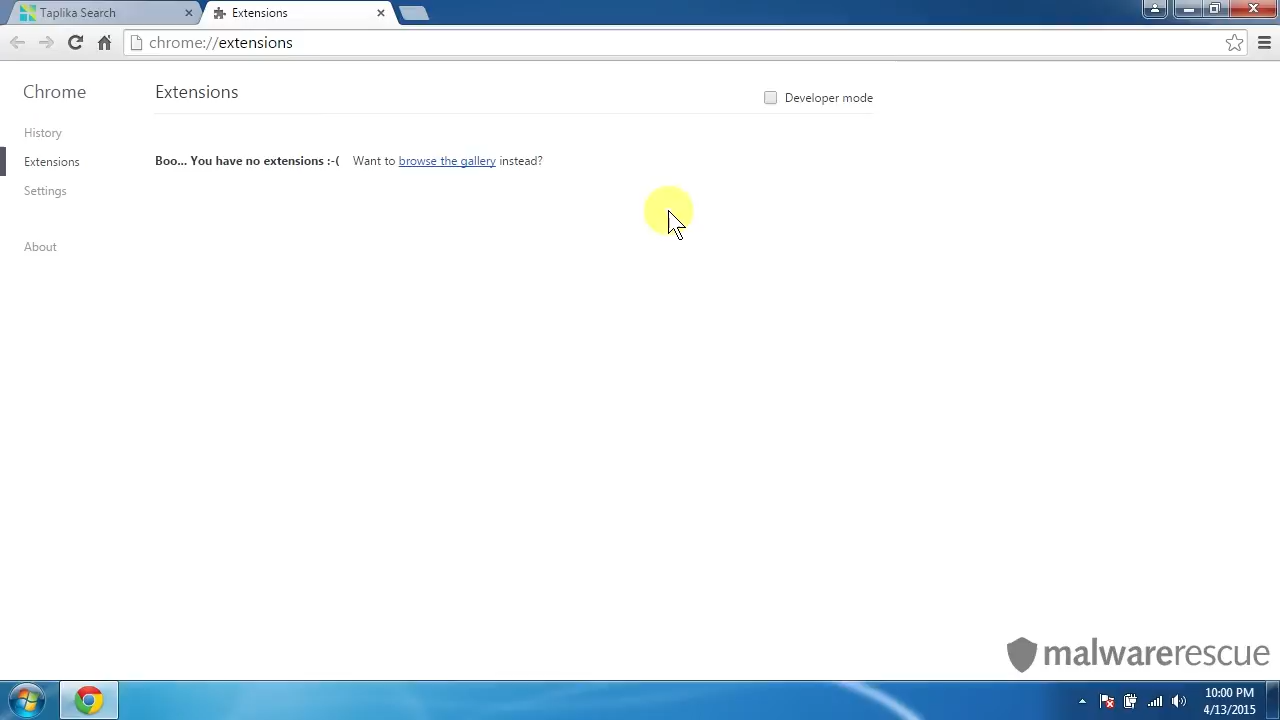 Taplika Search
Extensions
chrome://extensions
Chrome
Extensions
Developer mode
History
Boo... You have no extensions :-( Want to browse the gallery instead?
Extensions
Settings
About
malwarerescue
10:00 PM
4/13/2015